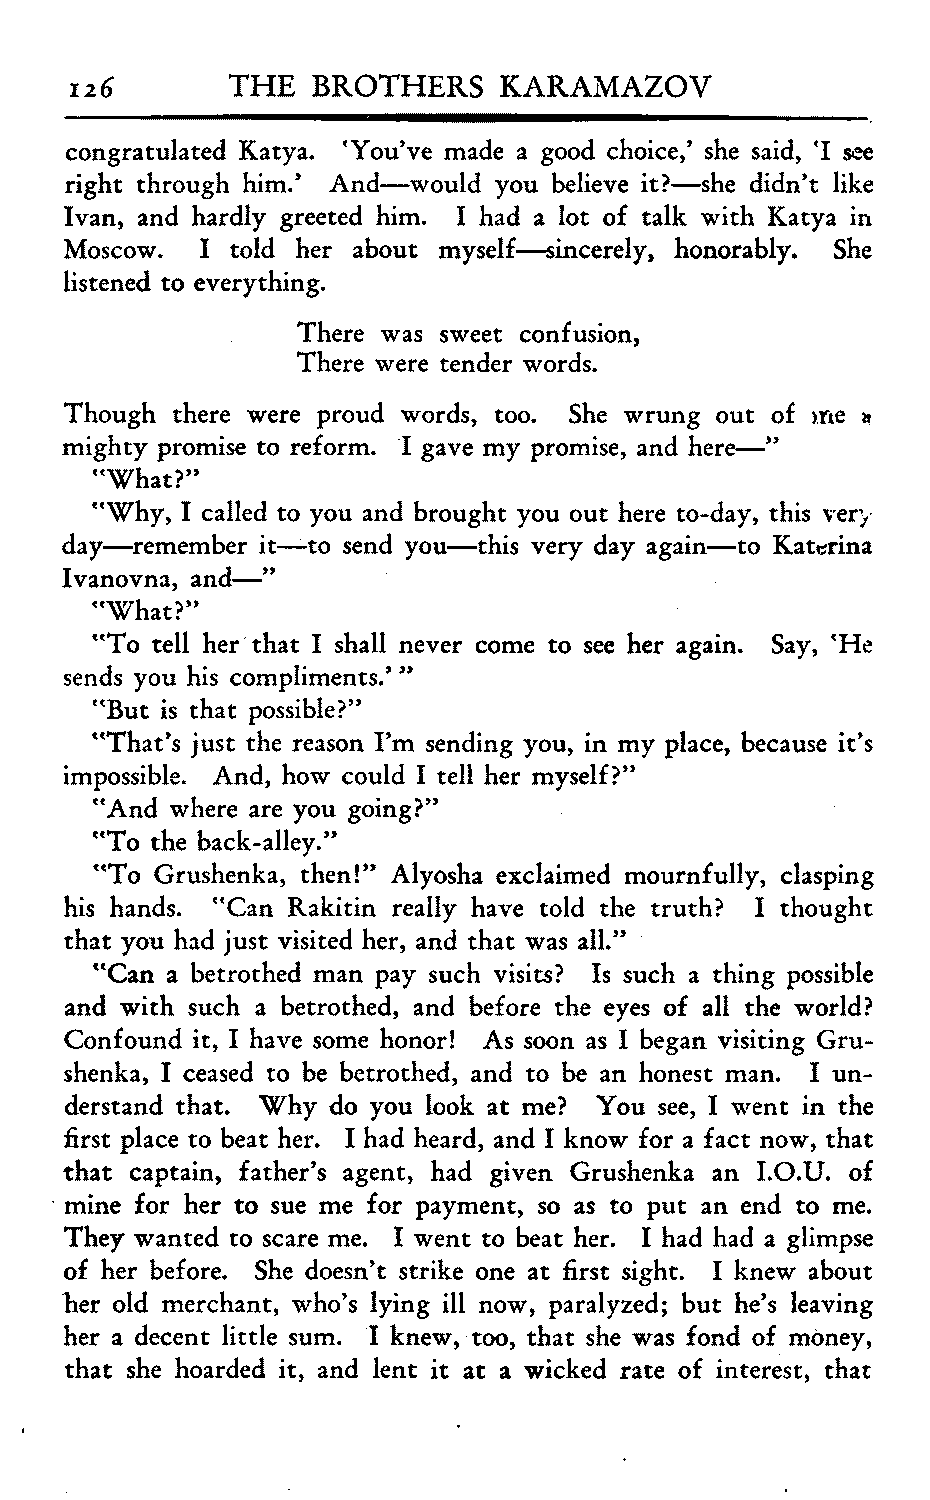 126 THE BROTHERS KARAMAZOV
congratulated Katya. 'You've made a good choice,' she said, 'I see
right through him.' And—would you believe it?—she didn't like
Ivan, and hardly greeted him. I had a lot of talk with Katya in
Moscow. I told her about myself—sincerely, honorably. She
listened to everything.
There was sweet confusion,
There were tender words.
Though there were proud words, too. She wrung out of me a
mighty promise to reform. I gave my promise, and here—"
"What?"
"Why, I called to you and brought you out here to-day, this very
day—remember it—to send you—this very day again—to Katerina
Ivanovna, and—"
"What?"
"To tell her that I shall never come to see her again. Say, 'He
sends you his compliments.' "
"But is that possible?"
"That's just the reason I'm sending you, in my place, because it's
impossible. And, how could I tell her myself?"
"And where are you going?"
"To the back-alley."
"To Grushenka, then!" Alyosha exclaimed mournfully, clasping
his hands. "Can Rakitin really have told the truth? I thought
that you had just visited her, and that was all."
"Can a betrothed man pay such visits? Is such a thing possible
and with such a betrothed, and before the eyes of all the world?
Confound it, I have some honor! As soon as I began visiting Gru-
shenka, I ceased to be betrothed, and to be an honest man. I un-
derstand that. Why do you look at me? You see, I went in the
first place to beat her. I had heard, and I know for a fact now, that
that captain, father's agent, had given Grushenka an I.O.U. of
mine for her to sue me for payment, so as to put an end to me.
They wanted to scare me. I went to beat her. I had had a glimpse
of her before. She doesn't strike one at first sight. I knew about
her old merchant, who's lying ill now, paralyzed; but he's leaving
her a decent little sum. I knew, too, that she was fond of money,
that she hoarded it, and lent it at a wicked rate of interest, that